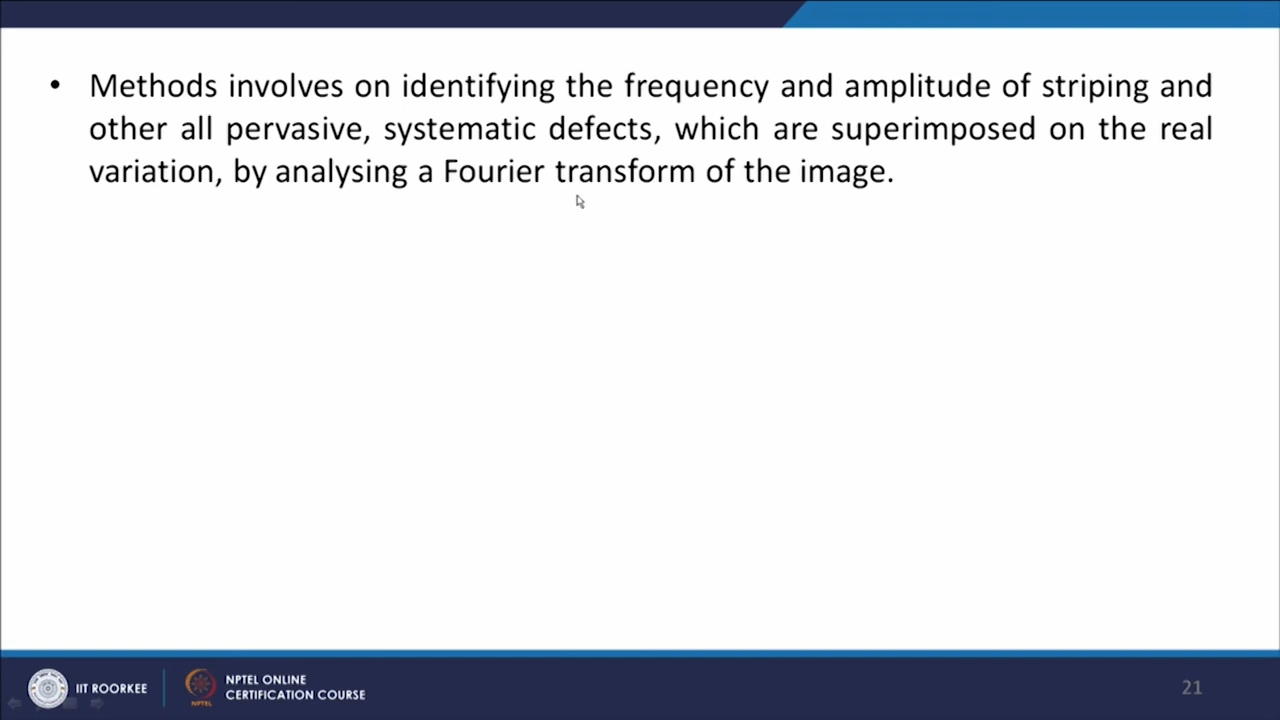 • Methods involves on identifying the frequency and amplitude of striping and
other all pervasive, systematic defects, which are superimposed on the real
variation, by analysing a Fourier transform of the image.
IIT ROORKEE
NPTEL
NPTEL ONLINE
CERTIFICATION COURSE
21